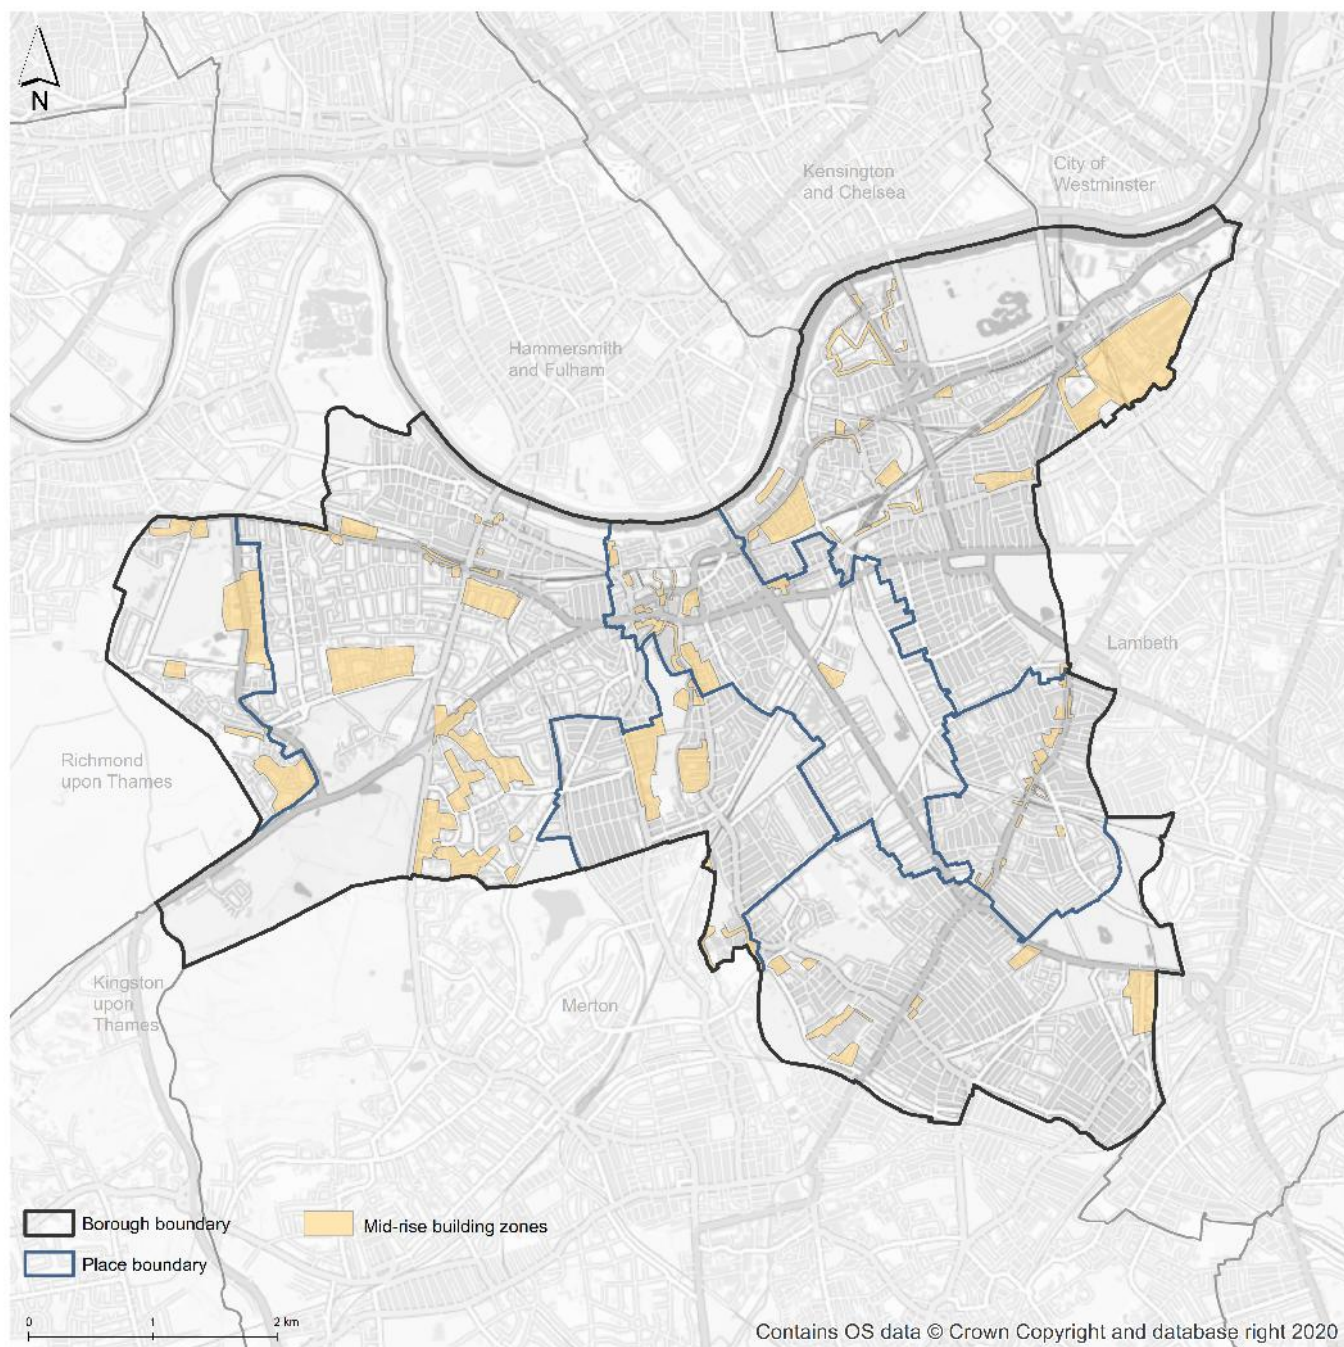 N
Kensington
and Chelsea
City of
Westminster
Hammersmith
and Fulham
Lambeth
Richmond
upon Thames
Kingston
upon
Thames
Merton
Borough boundary
Mid-rise building zones
Place boundary
0 1 2 km
Contains OS data © Crown Copyright and database right 2020